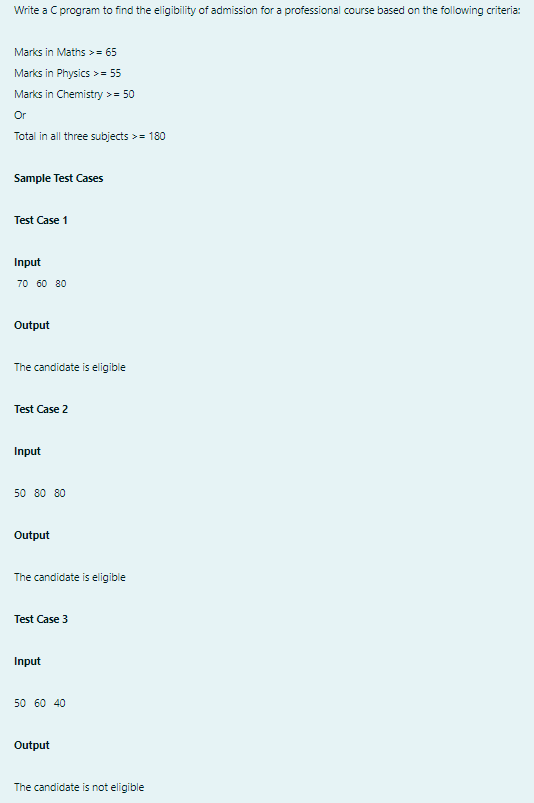 Write a C program to find the eligibility of admission for a professional course based on the following criteria:
Marks in Maths >= 65
Marks in Physics >= 55
Marks in Chemistry >= 50
Or
Total in all three subjects >= 180
Sample Test Cases
Test Case 1
Input
70 60 80
Output
The candidate is eligible
Test Case 2
Input
50 80 80
Output
The candidate is eligible
Test Case 3
Input
50 60 40
Output
The candidate is not eligible